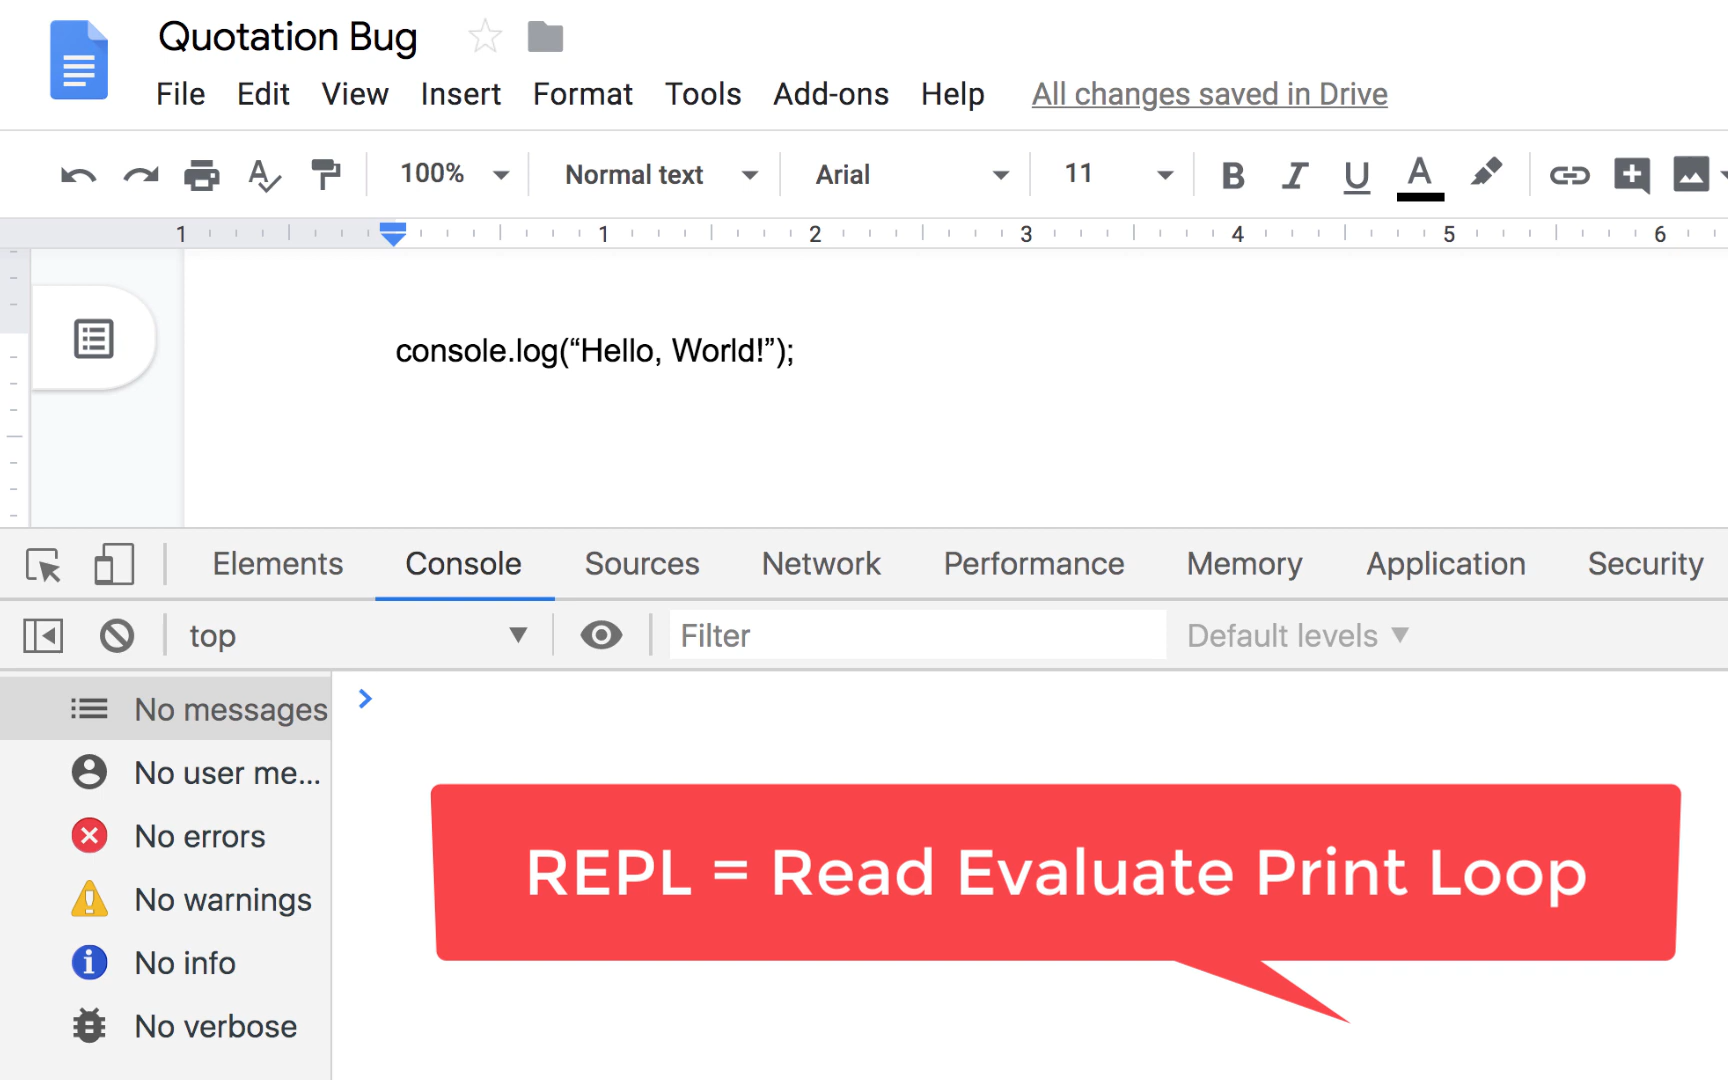 Quotation Bug
File Edit View Insert Format Tools Add-ons Help All changes saved in Drive
100% Normal text Arial 11 B I U A
1 1 2 3 4 5 6
console.log(“Hello, World!”);
Elements Console Sources Network Performance Memory Application Security
top Filter Default levels
No messages
No user me...
No errors
No warnings
No info
No verbose
REPL = Read Evaluate Print Loop